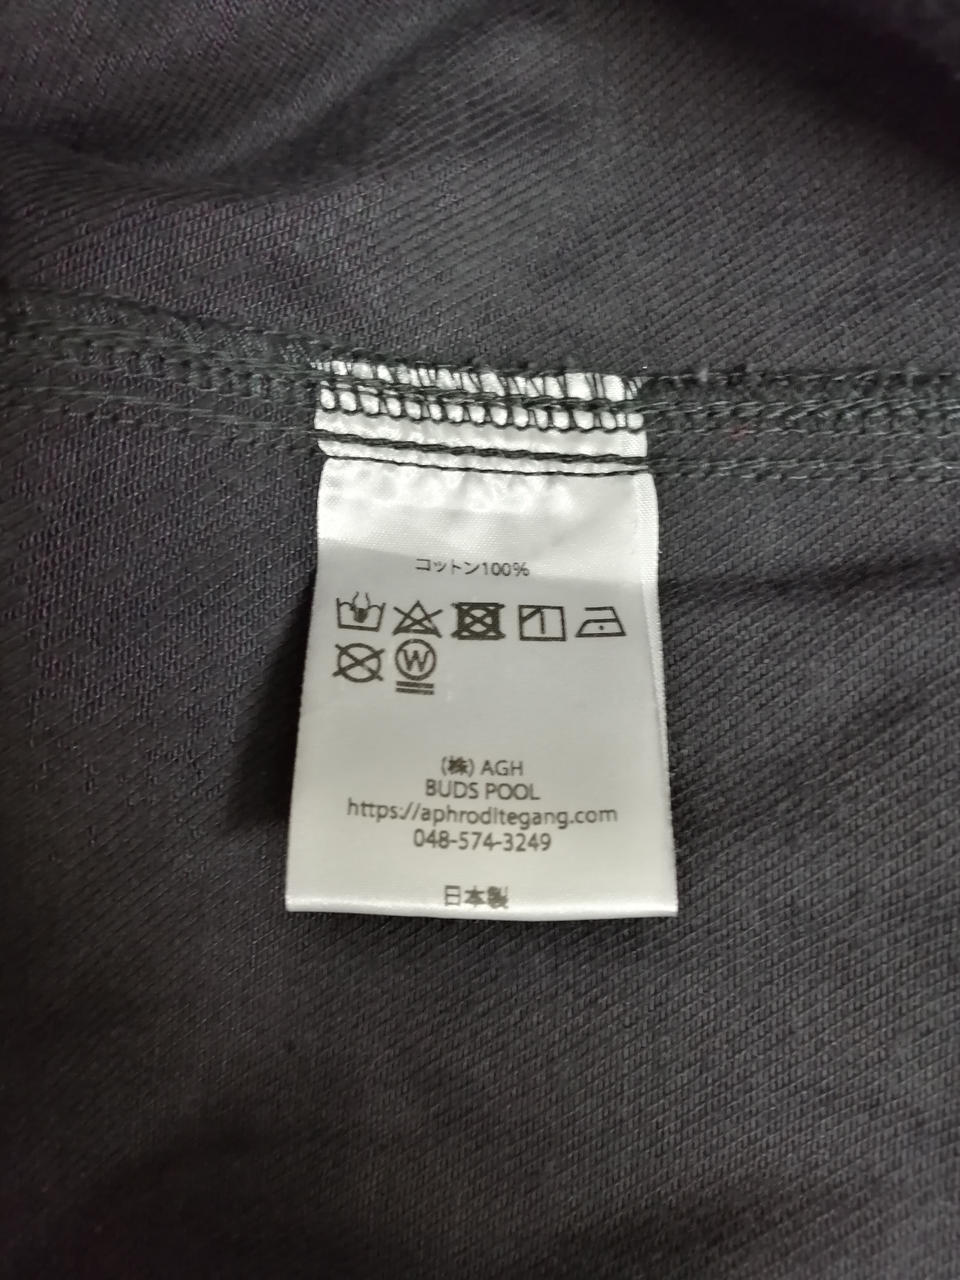 コットン100%
W
(株) AGH
BUDS POOL
https://aphroditegang.com
048-574-3249
日本製